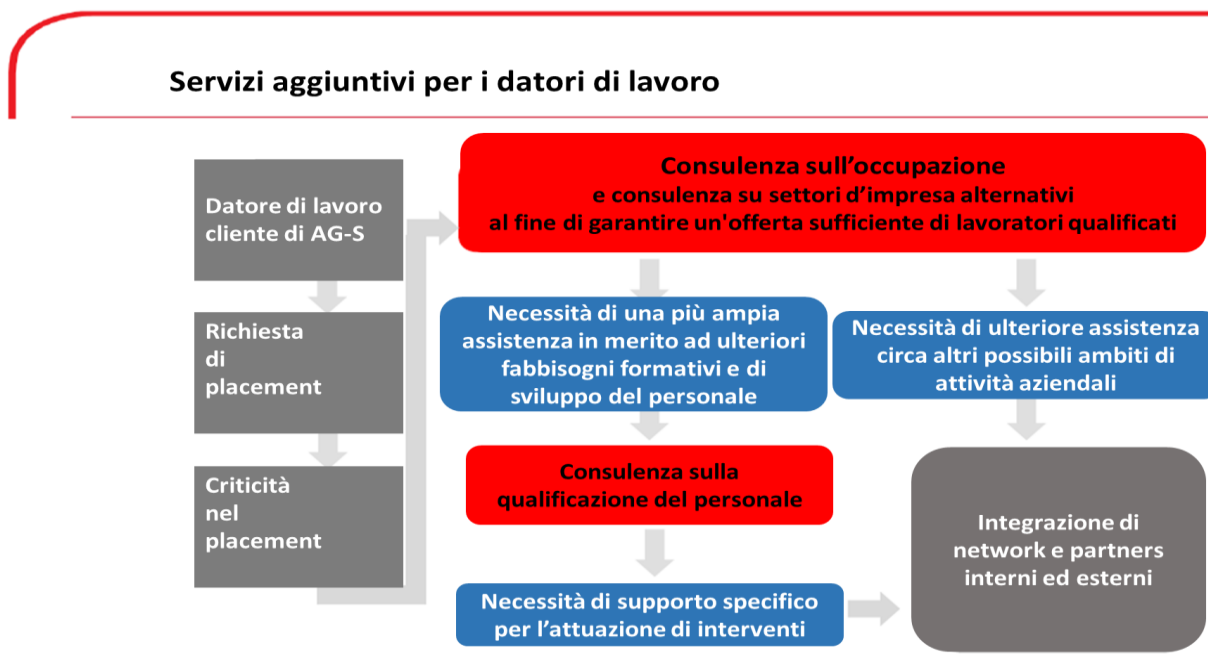 Servizi aggiuntivi per i datori di lavoro
Datore di lavoro
cliente di AG-S
Richiesta
di
placement
Criticità
nel
placement
Consulenza sull’occupazione
e consulenza su settori d’impresa alternativi
al fine di garantire un'offerta sufficiente di lavoratori qualificati
Necessità di una più ampia
assistenza in merito ad ulteriori
fabbisogni formativi e di
sviluppo del personale
Necessità di ulteriore assistenza
circa altri possibili ambiti di
attività aziendali
Consulenza sulla
qualificazione del personale
Necessità di supporto specifico
per l’attuazione di interventi
Integrazione di
network e partners
interni ed esterni